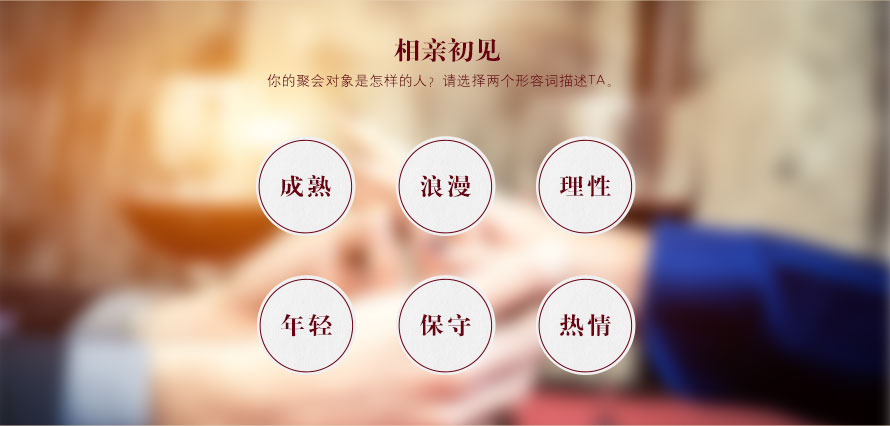 相亲初见
你的聚会对象是怎样的人？请选择两个形容词描述TA。
成熟 浪漫 理性
年轻 保守 热情